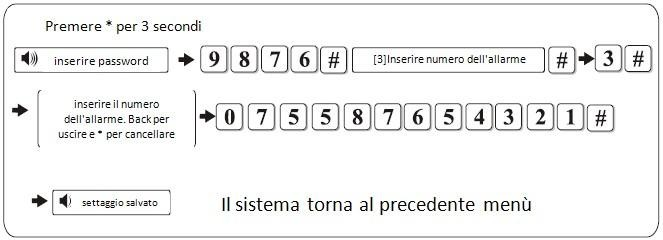 Premere * per 3 secondi
inserire password 9 8 7 6 # [3]Inserire numero dell'allarme # 3 #
inserire il numero
dell'allarme. Back per
uscire e * per cancellare
0 7 5 5 8 7 6 5 4 3 2 1 #
settaggio salvato Il sistema torna al precedente menù